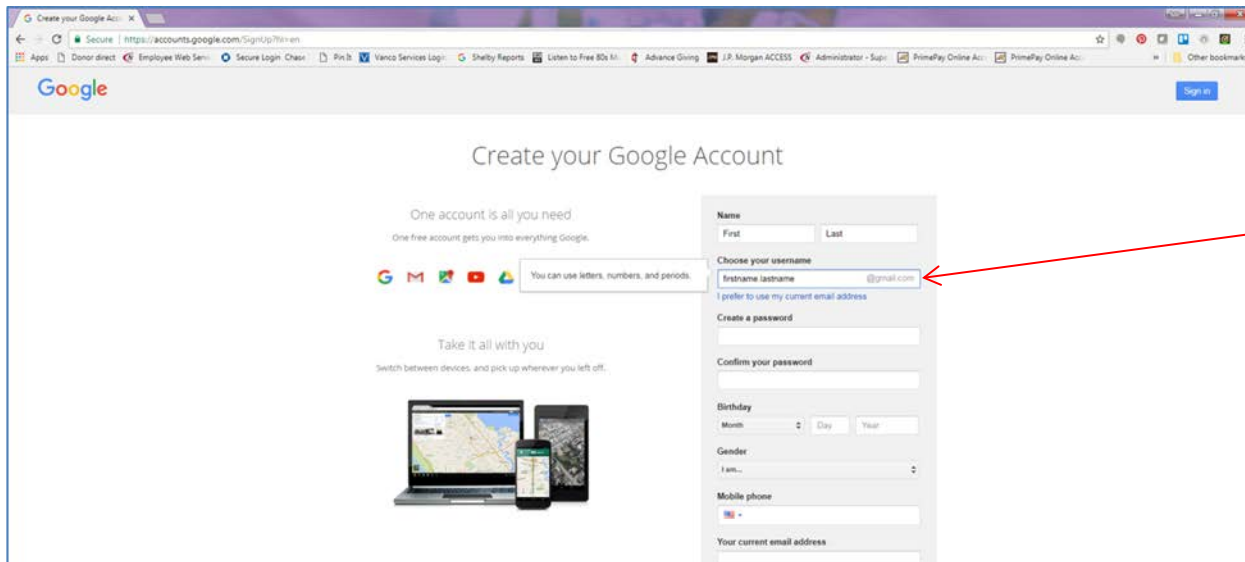 G Create your Google Acc
Secure | https://accounts.google.com/SignUp?hl=en
Apps Donor direct Employee Web Servi Secure Login Chase Pin It Vanco Services Logi Shelby Reports Listen to Free 80s M Advance Giving J.P. Morgan ACCESS Administrator - Supe PrimePay Online Acc PrimePay Online Acc » Other bookmark
Google
Sign in
Create your Google Account
One account is all you need
One free account gets you into everything Google.
Take it all with you
Switch between devices, and pick up wherever you left off.
Name
First Last
Choose your username
You can use letters, numbers, and periods.
firstname.lastname @gmail.com
I prefer to use my current email address
Create a password
Confirm your password
Birthday
Month Day Year
Gender
I am...
Mobile phone
Your current email address